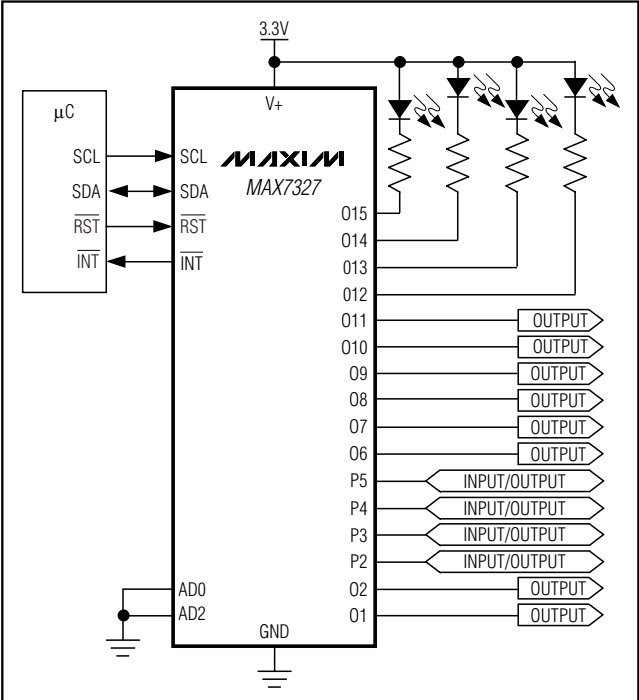 3.3V
μC
V+
MAXIM
MAX7327
SCL
SCL
SDA
SDA
RST
RST
INT
INT
O15
O14
O13
O12
O11
OUTPUT
O10
OUTPUT
O9
OUTPUT
O8
OUTPUT
O7
OUTPUT
O6
OUTPUT
P5
INPUT/OUTPUT
P4
INPUT/OUTPUT
P3
INPUT/OUTPUT
P2
INPUT/OUTPUT
AD0
O2
OUTPUT
AD2
O1
OUTPUT
GND